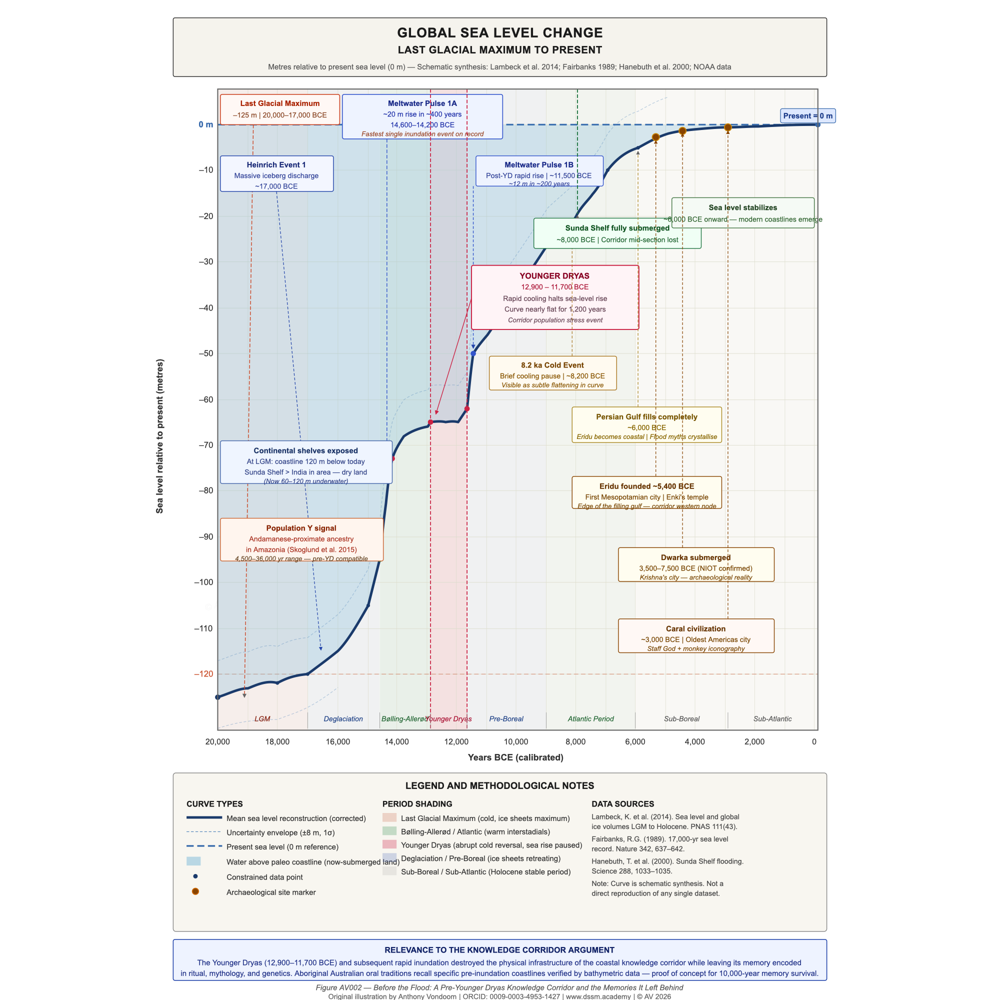 GLOBAL SEA LEVEL CHANGE
LAST GLACIAL MAXIMUM TO PRESENT
Metres relative to present sea level (0 m) — Schematic synthesis: Lambeck et al. 2014; Fairbanks 1989; Hanebuth et al. 2000; NOAA data
Last Glacial Maximum
–125 m | 20,000–17,000 BCE
Meltwater Pulse 1A
~20 m rise in ~400 years
14,600–14,200 BCE
Fastest single inundation event on record
Present = 0 m
Heinrich Event 1
Massive iceberg discharge
~17,000 BCE
Meltwater Pulse 1B
Post-YD rapid rise | ~11,500 BCE
~12 m in ~200 years
Sea level stabilizes
~6,000 BCE onward — modern coastlines emerge
Sunda Shelf fully submerged
~8,000 BCE | Corridor mid-section lost
YOUNGER DRYAS
12,900 – 11,700 BCE
Rapid cooling halts sea-level rise
Curve nearly flat for 1,200 years
Corridor population stress event
8.2 ka Cold Event
Brief cooling pause | ~8,200 BCE
Visible as subtle flattening in curve
Persian Gulf fills completely
~6,000 BCE
Eridu becomes coastal | Flood myths crystallise
Continental shelves exposed
At LGM: coastline 120 m below today
Sunda Shelf > India in area — dry land
(Now 60–120 m underwater)
Eridu founded ~5,400 BCE
First Mesopotamian city | Enki's temple
Edge of the filling gulf — corridor western node
Population Y signal
Andamanese-proximate ancestry
in Amazonia (Skoglund et al. 2015)
4,500–36,000 yr range — pre-YD compatible
Dwarka submerged
3,500–7,500 BCE (NIOT confirmed)
Krishna's city — archaeological reality
Caral civilization
~3,000 BCE | Oldest Americas city
Staff God + monkey iconography
0 m
–10
–20
–30
–40
–50
–60
–70
–80
–90
–100
–110
–120
Sea level relative to present (metres)
LGM
Deglaciation
Bølling-Allerød
Younger Dryas
Pre-Boreal
Atlantic Period
Sub-Boreal
Sub-Atlantic
20,000 18,000 16,000 14,000 12,000 10,000 8,000 6,000 4,000 2,000 0
Years BCE (calibrated)
LEGEND AND METHODOLOGICAL NOTES
CURVE TYPES
Mean sea level reconstruction (corrected)
Uncertainty envelope (±8 m, 1σ)
Present sea level (0 m reference)
Water above paleo coastline (now-submerged land)
Constrained data point
Archaeological site marker
PERIOD SHADING
Last Glacial Maximum (cold, ice sheets maximum)
Bølling-Allerød / Atlantic (warm interstadials)
Younger Dryas (abrupt cold reversal, sea rise paused)
Deglaciation / Pre-Boreal (ice sheets retreating)
Sub-Boreal / Sub-Atlantic (Holocene stable period)
DATA SOURCES
Lambeck, K. et al. (2014). Sea level and global
ice volumes LGM to Holocene. PNAS 111(43).
Fairbanks, R.G. (1989). 17,000-yr sea level
record. Nature 342, 637–642.
Hanebuth, T. et al. (2000). Sunda Shelf flooding.
Science 288, 1033–1035.
Note: Curve is schematic synthesis. Not a
direct reproduction of any single dataset.
RELEVANCE TO THE KNOWLEDGE CORRIDOR ARGUMENT
The Younger Dryas (12,900–11,700 BCE) and subsequent rapid inundation destroyed the physical infrastructure of the coastal knowledge corridor while leaving its memory encoded
in ritual, mythology, and genetics. Aboriginal Australian oral traditions recall specific pre-inundation coastlines verified by bathymetric data — proof of concept for 10,000-year memory survival.
Figure AV002 — Before the Flood: A Pre-Younger Dryas Knowledge Corridor and the Memories It Left Behind
Original illustration by Anthony Vondoom | ORCID: 0009-0003-4953-1427 | www.dssm.academy | © AV 2026